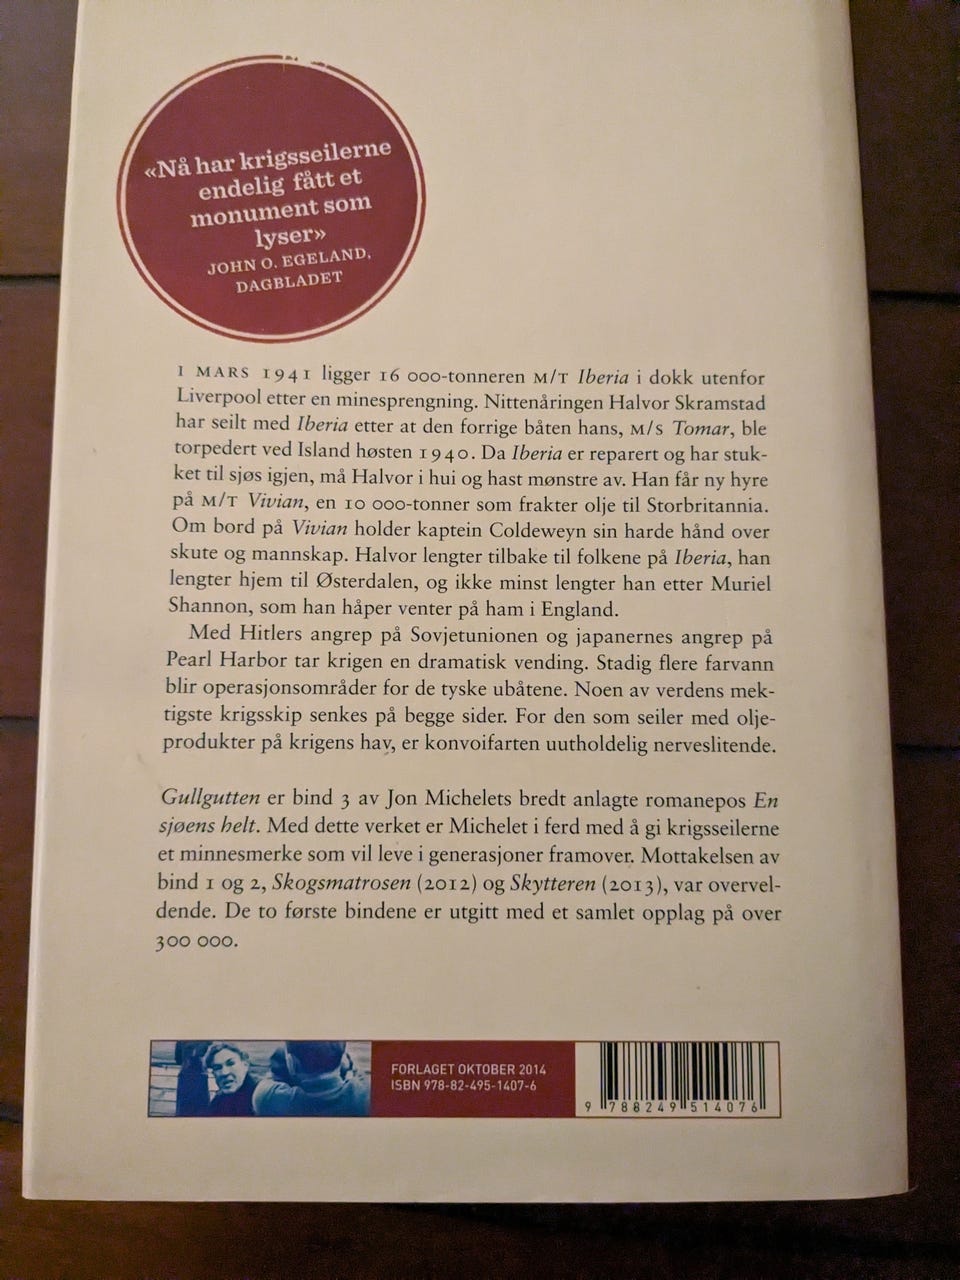 «Nå har krigsseilerne
endelig fått et
monument som
lyser»
JOHN O. EGELAND,
DAGBLADET
I MARS 1941 ligger 16 000-tonneren M/T Iberia i dokk utenfor
Liverpool etter en minesprengning. Nittenåringen Halvor Skramstad
har seilt med Iberia etter at den forrige båten hans, M/S Tomar, ble
torpedert ved Island høsten 1940. Da Iberia er reparert og har stuk-
ket til sjøs igjen, må Halvor i hui og hast mønstre av. Han får ny hyre
på M/T Vivian, en 10 000-tonner som frakter olje til Storbritannia.
Om bord på Vivian holder kaptein Coldeweyn sin harde hånd over
skute og mannskap. Halvor lengter tilbake til folkene på Iberia, han
lengter hjem til Østerdalen, og ikke minst lengter han etter Muriel
Shannon, som han håper venter på ham i England.
Med Hitlers angrep på Sovjetunionen og japanernes angrep på
Pearl Harbor tar krigen en dramatisk vending. Stadig flere farvann
blir operasjonsområder for de tyske ubåtene. Noen av verdens mek-
tigste krigsskip senkes på begge sider. For den som seiler med olje-
produkter på krigens hav, er konvoifarten uutholdelig nerveslitende.
Gullgutten er bind 3 av Jon Michelets bredt anlagte romanepos En
sjøens helt. Med dette verket er Michelet i ferd med å gi krigsseilerne
et minnesmerke som vil leve i generasjoner framover. Mottakelsen av
bind 1 og 2, Skogsmatrosen (2012) og Skytteren (2013), var overvel-
dende. De to første bindene er utgitt med et samlet opplag på over
300 000.
FORLAGET OKTOBER 2014
ISBN 978-82-495-1407-6
9 788249 514076